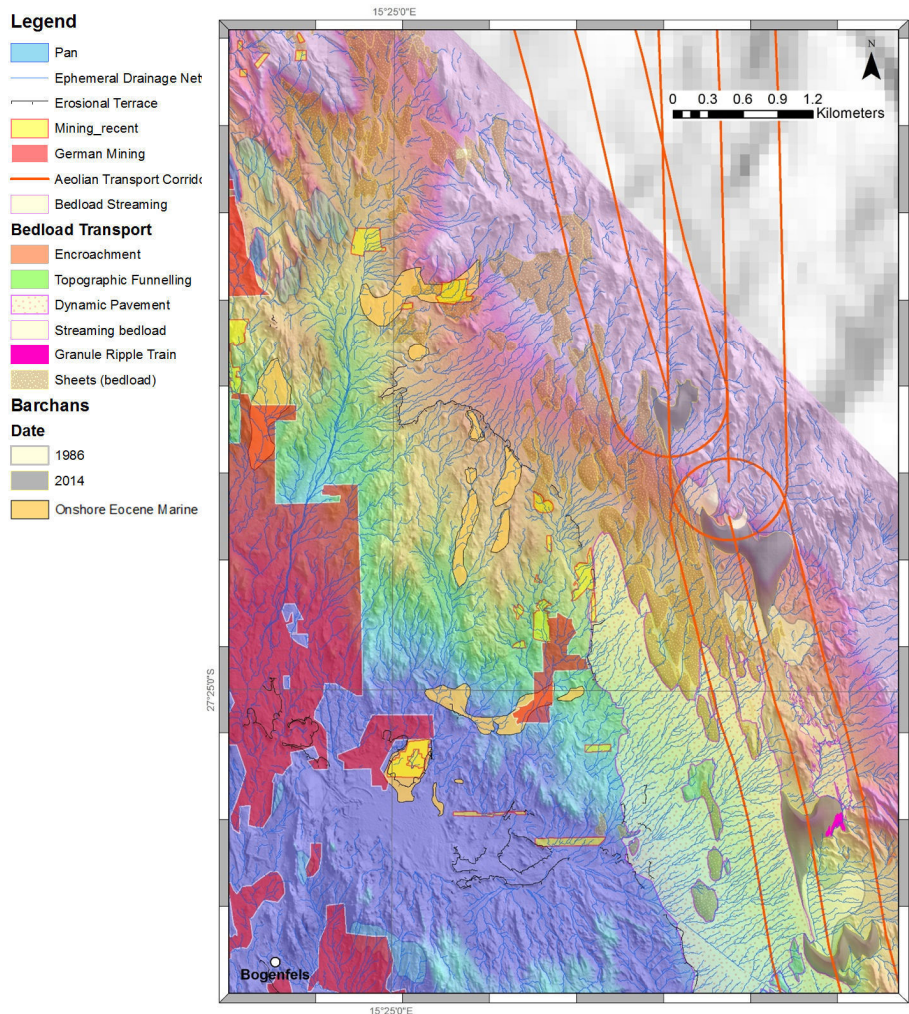 15°25'0"E
Legend
Pan
Ephemeral Drainage Net
Erosional Terrace
Mining_recent
German Mining
Aeolian Transport Corrido
Bedload Streaming
Bedload Transport
Encroachment
Topographic Funnelling
Dynamic Pavement
Streaming bedload
Granule Ripple Train
Sheets (bedload)
Barchans
Date
1986
2014
Onshore Eocene Marine
N
0 0.3 0.6 0.9 1.2
Kilometers
27°25'0"S
Bogenfels
15°25'0"E